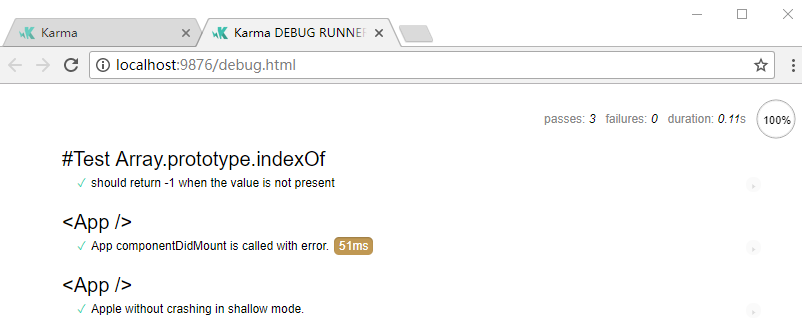 Karma
Karma DEBUG RUNNER
localhost:9876/debug.html
passes: 3 failures: 0 duration: 0.11s 100%
#Test Array.prototype.indexOf
✓ should return -1 when the value is not present
<App />
✓ App componentDidMount is called with error. 51ms
<App />
✓ Apple without crashing in shallow mode.